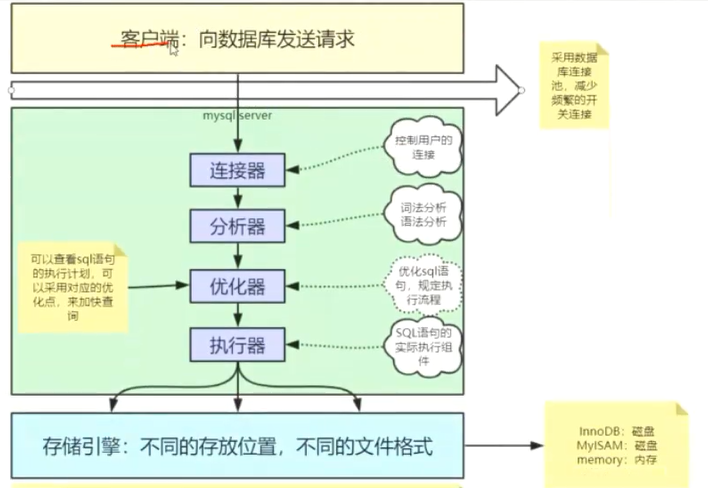 客户端：向数据库发送请求
采用数据
库连接
池，减少
频繁的开
关连接
mysql server
连接器
控制用户的
连接
分析器
词法分析
语法分析
可以查看sql语句
的执行计划，可
以采用对应的优
化点，来加快查
询
优化器
优化sql语
句，规定执
行流程
执行器
SQL语句的
实际执行组
件
存储引擎：不同的存放位置，不同的文件格式
InnoDB：磁盘
MyISAM：磁盘
memory：内存